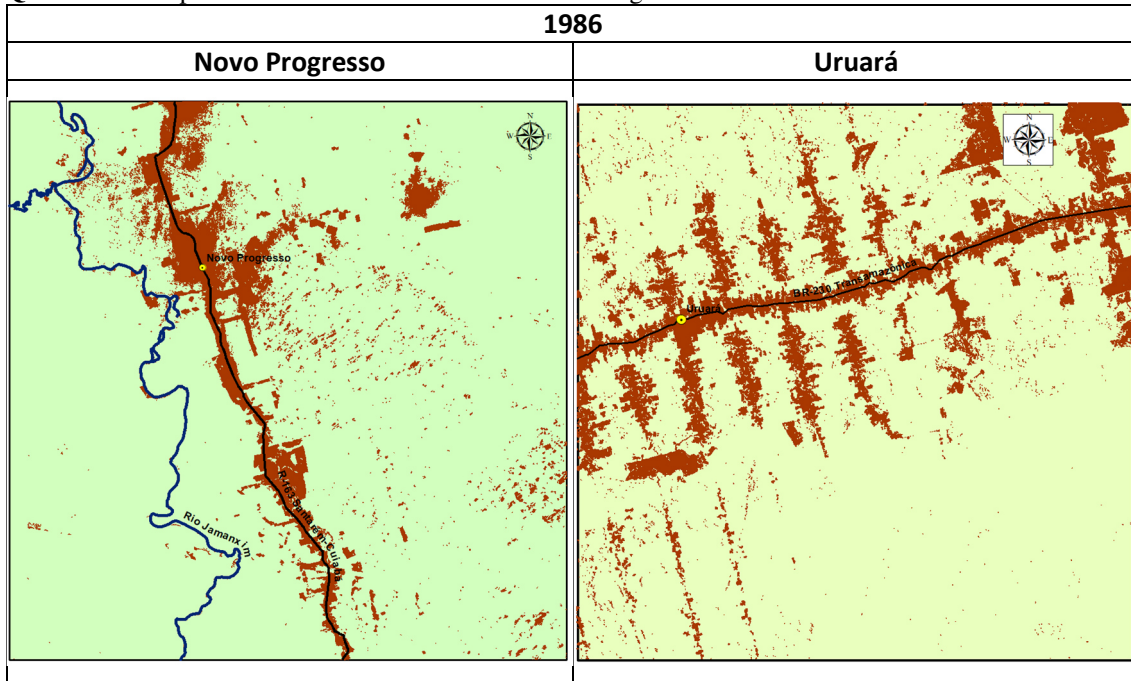 1986
Novo Progresso
Uruará
N
W E
S
Novo Progresso
Rio Jamanxim
N
W E
S
BR-230 Transamazônica
Uruará